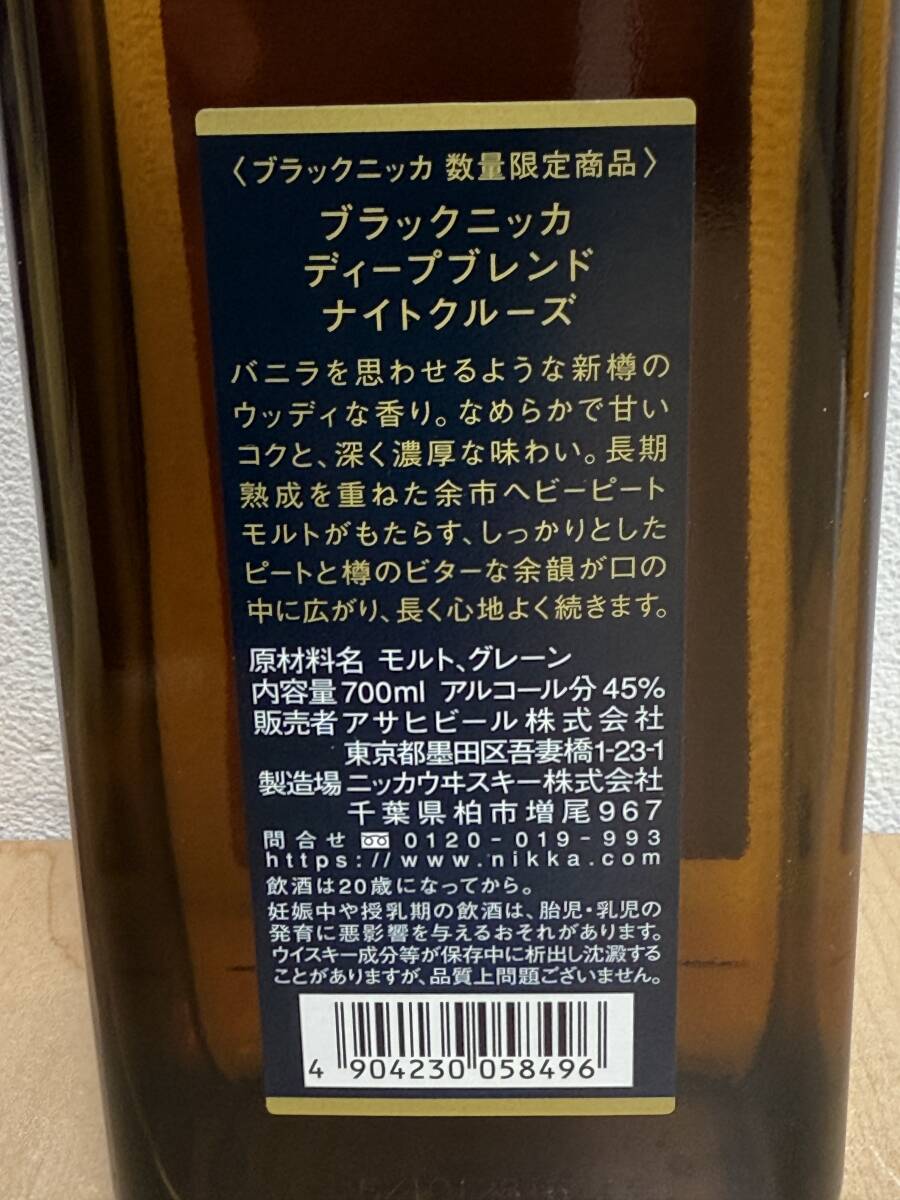 〈ブラックニッカ 数量限定商品〉
ブラックニッカ
ディープブレンド
ナイトクルーズ
バニラを思わせるような新樽の
ウッディな香り。なめらかで甘い
コクと、深く濃厚な味わい。長期
熟成を重ねた余市ヘビーピート
モルトがもたらす、しっかりとした
ピートと樽のビターな余韻が口の
中に広がり、長く心地よく続きます。
原材料名 モルト、グレーン
内容量 700ml アルコール分 45%
販売者 アサヒビール株式会社
東京都墨田区吾妻橋1-23-1
製造場 ニッカウヰスキー株式会社
千葉県柏市増尾967
問合せ 0120-019-993
https://www.nikka.com
飲酒は20歳になってから。
妊娠中や授乳期の飲酒は、胎児・乳児の
発育に悪影響を与えるおそれがあります。
ウイスキー成分等が保存中に析出し沈澱する
ことがありますが、品質上問題ございません。
4 904230 058496